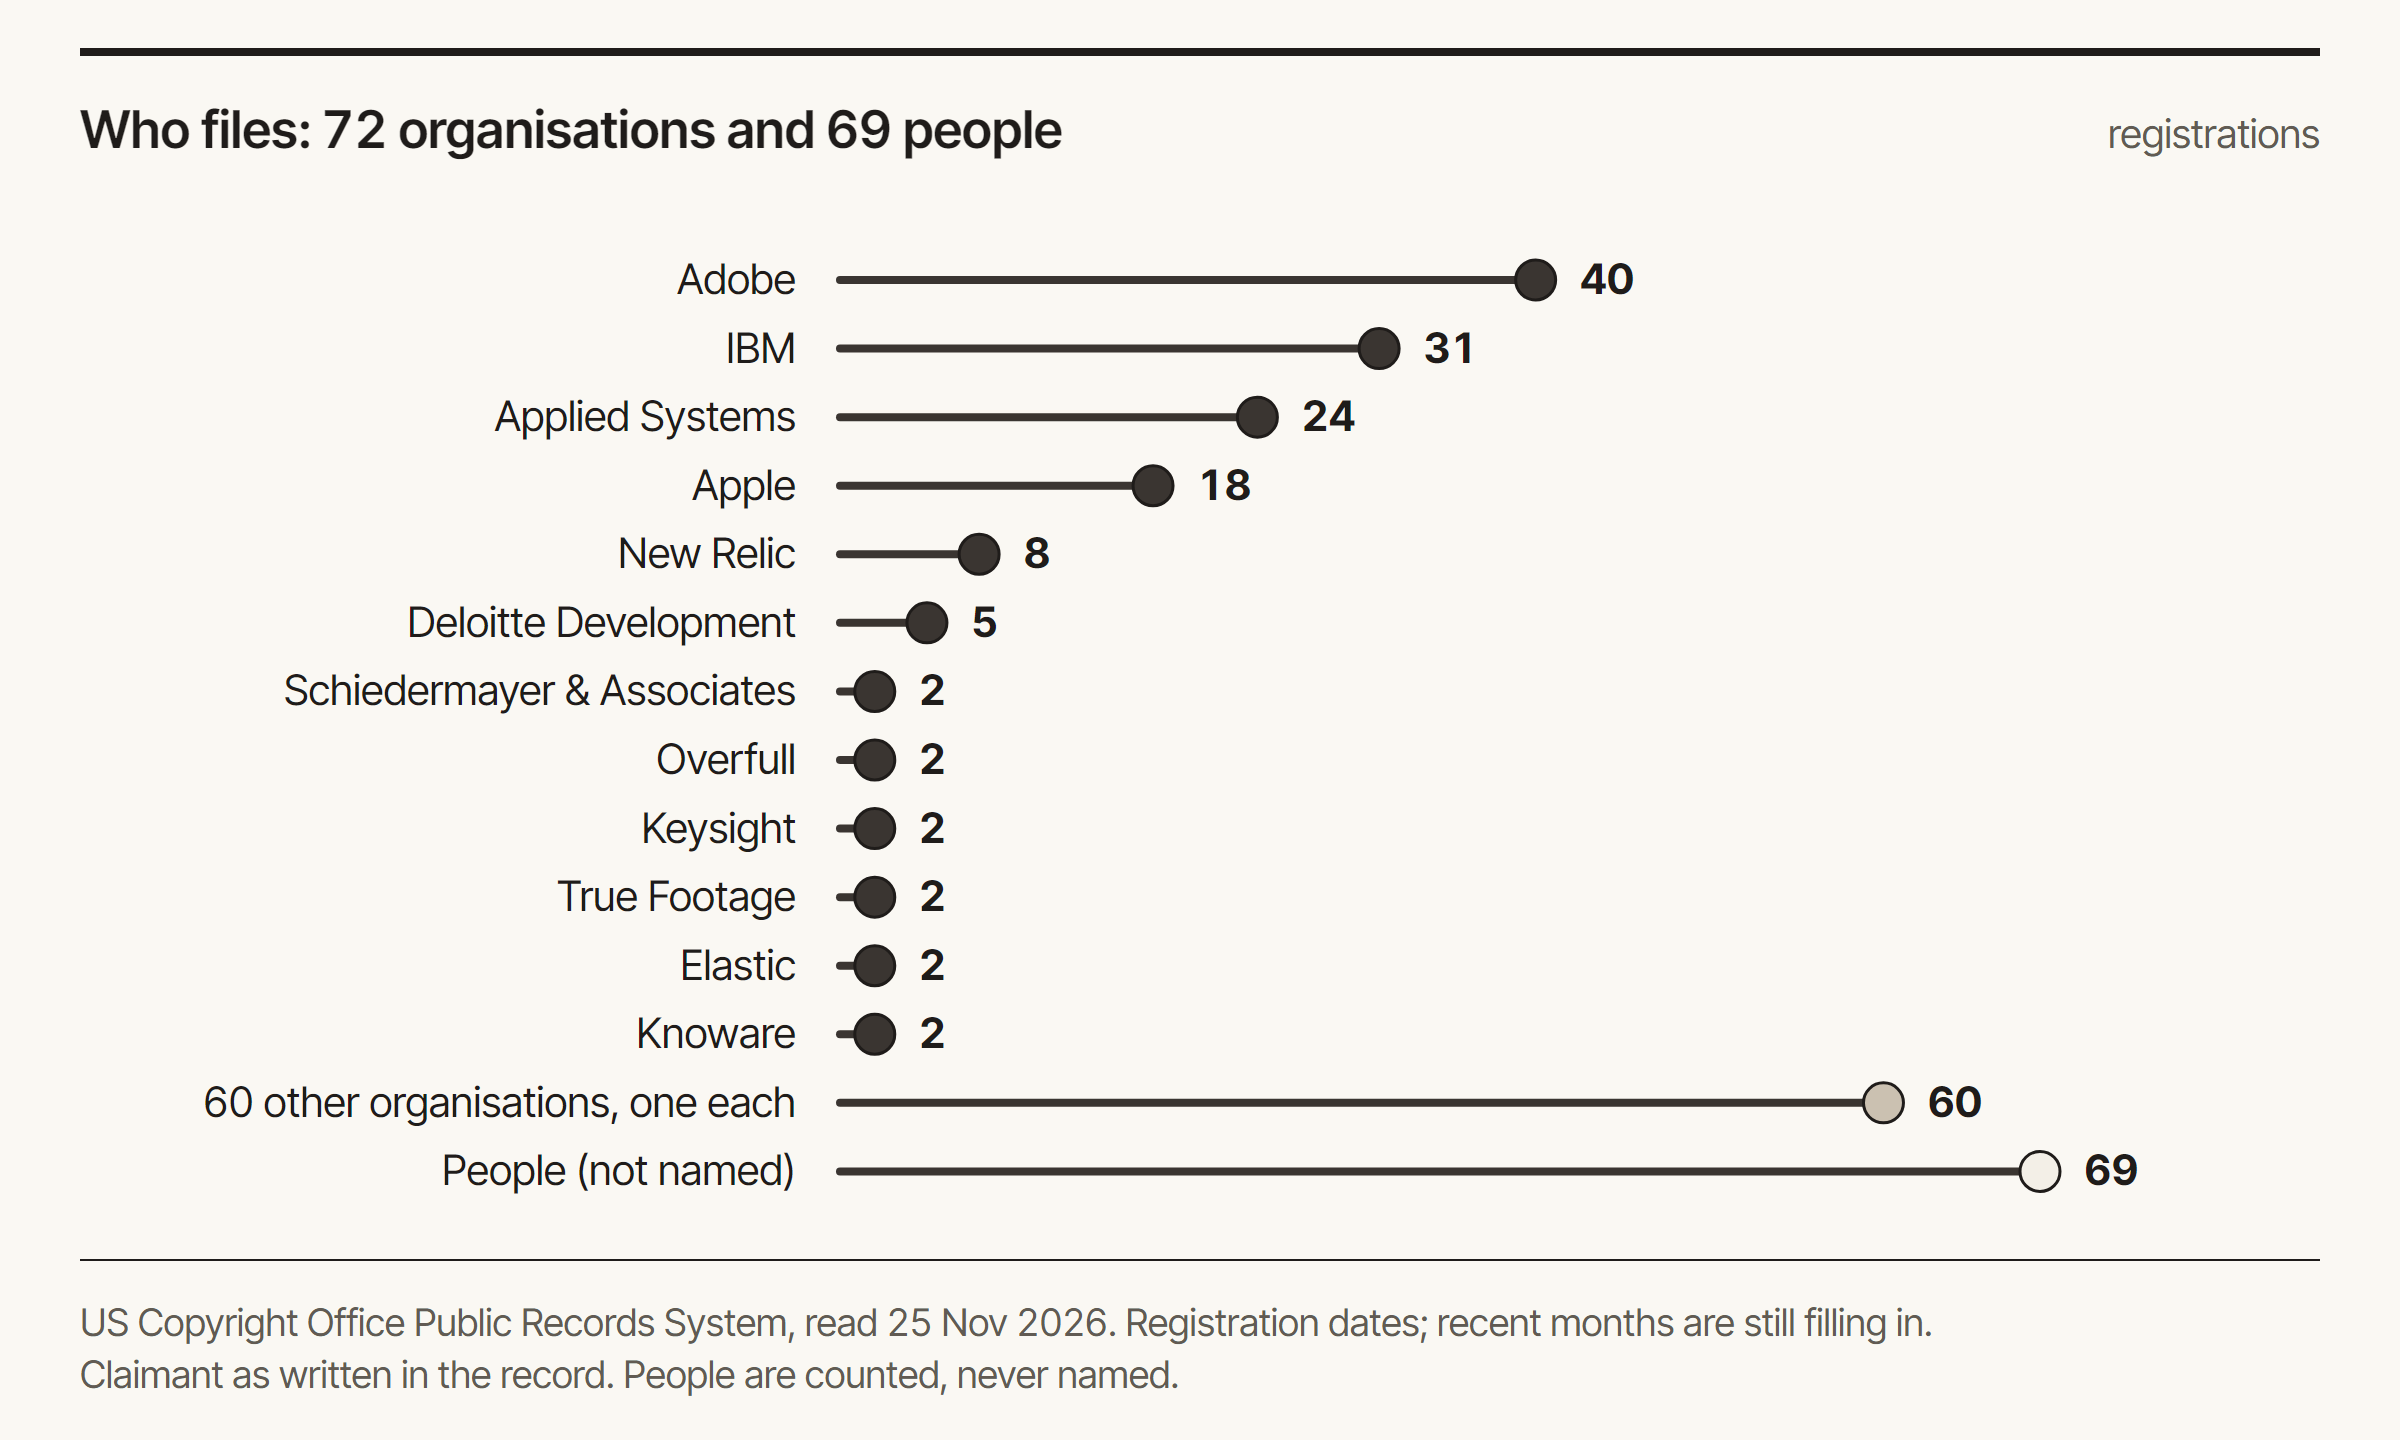 Who files: 72 organisations and 69 people
registrations
Adobe 40
IBM 31
Applied Systems 24
Apple 18
New Relic 8
Deloitte Development 5
Schiedermayer & Associates 2
Overfull 2
Keysight 2
True Footage 2
Elastic 2
Knoware 2
60 other organisations, one each 60
People (not named) 69
US Copyright Office Public Records System, read 25 Nov 2026. Registration dates; recent months are still filling in.
Claimant as written in the record. People are counted, never named.